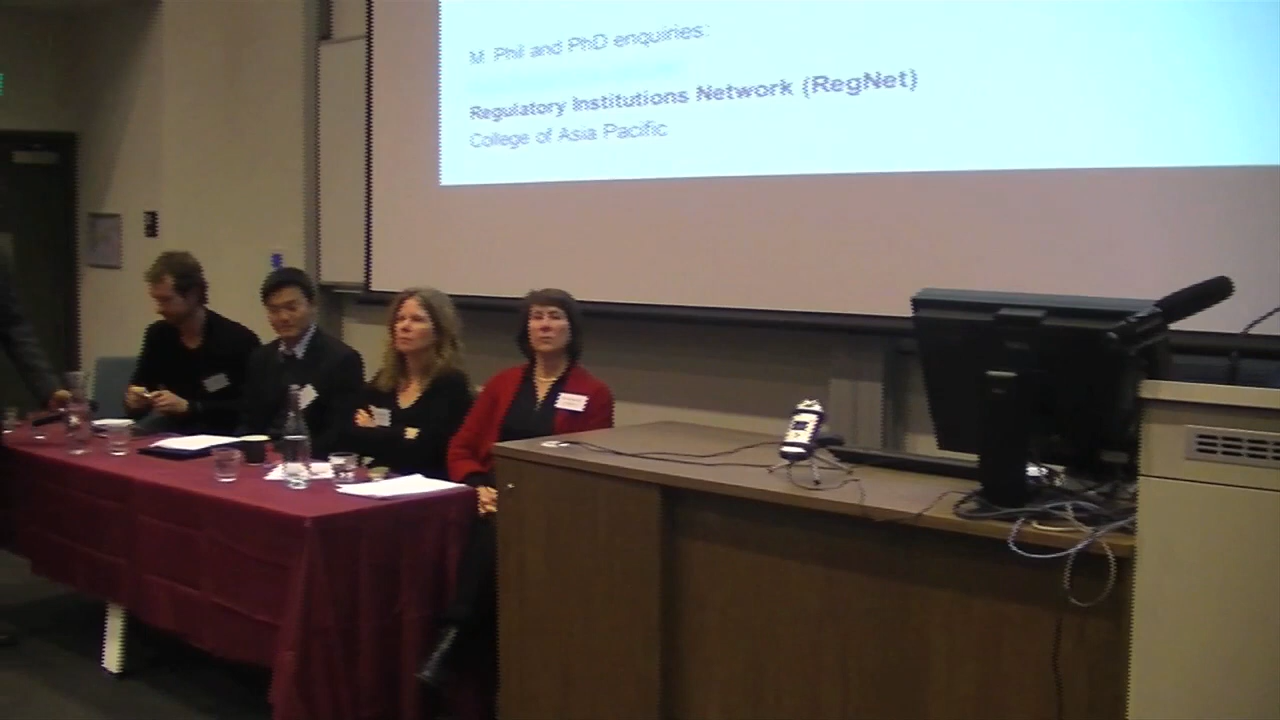 M. Phil and PhD enquiries:
Regulatory Institutions Network (RegNet)
College of Asia Pacific